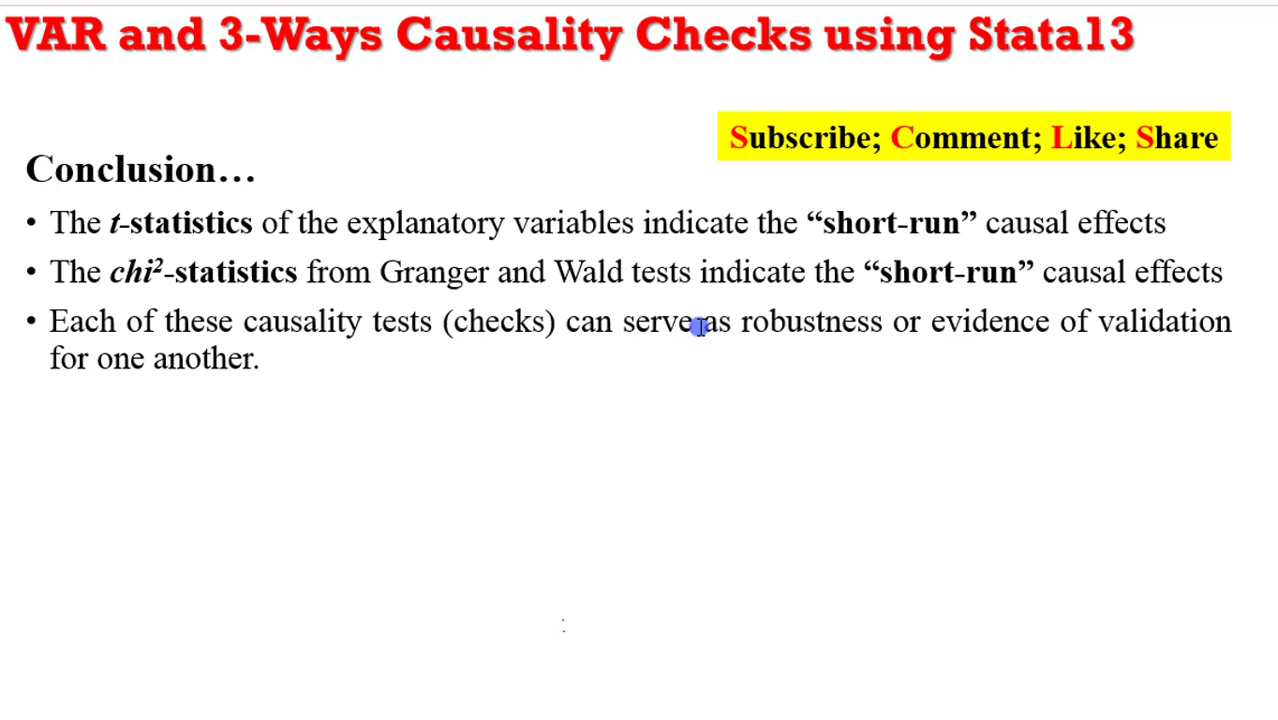 VAR and 3-Ways Causality Checks using Stata13
Subscribe; Comment; Like; Share
Conclusion…
• The t-statistics of the explanatory variables indicate the “short-run” causal effects
• The chi²-statistics from Granger and Wald tests indicate the “short-run” causal effects
• Each of these causality tests (checks) can serve as robustness or evidence of validation
for one another.